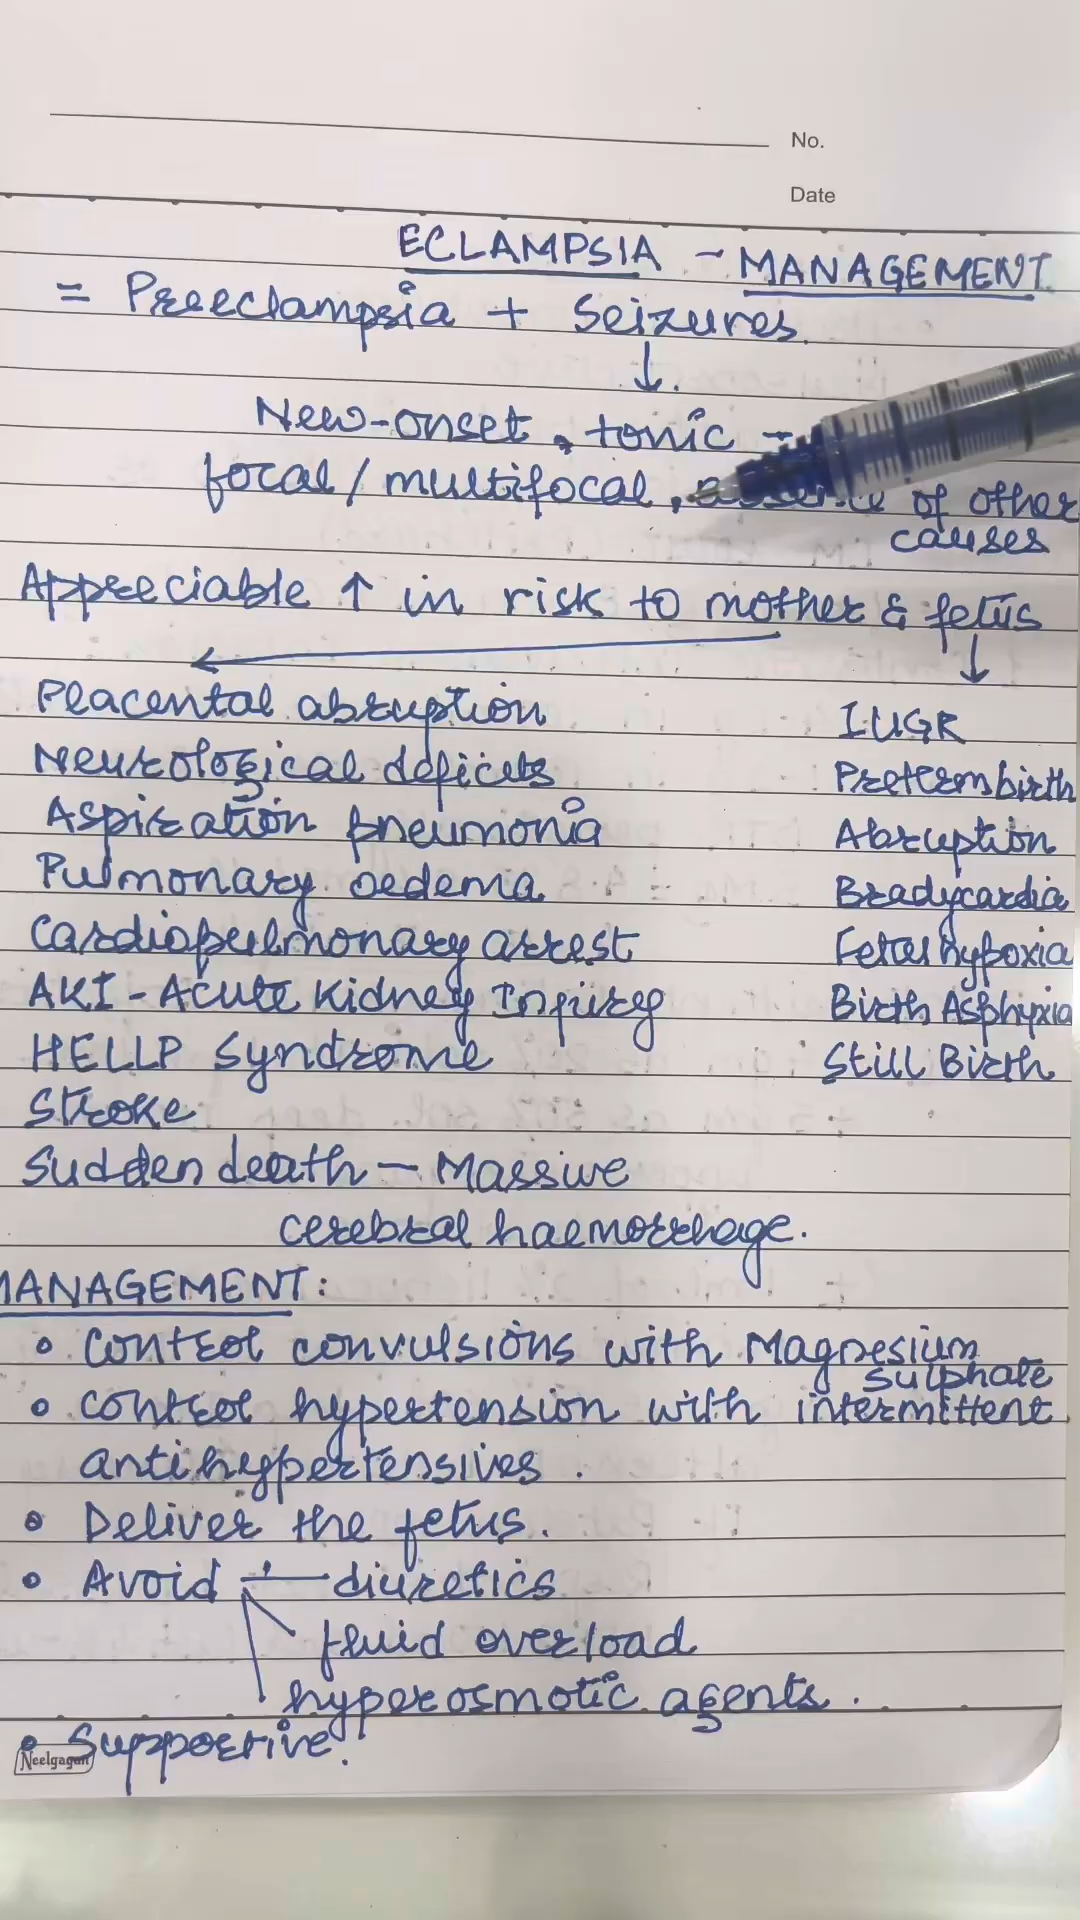 No.
Date
ECLAMPSIA - MANAGEMENT
= Preeclampsia + Seizures.
↓.
New-onset, tonic -
focal / multifocal, absence of other
causes
Appreciable ↑ in risk to mother & fetus
Placental abruption
IUGR
Neurological deficits
Preterm birth
Aspiration pneumonia
Abruption
Pulmonary oedema
Bradycardia
Cardiopulmonary arrest
Fetal hypoxia
AKI - Acute Kidney Injury
Birth Asphyxia
HELLP Syndrome
Still Birth
Stroke
Sudden death - Massive
cerebral haemorrhage.
MANAGEMENT:
• Control convulsions with Magnesium
sulphate
• Control hypertension with intermittent
antihypertensives.
• Deliver the fetus.
• Avoid - diuretics
fluid overload
hyperosmotic agents.
• Supportive.
Neelgagan